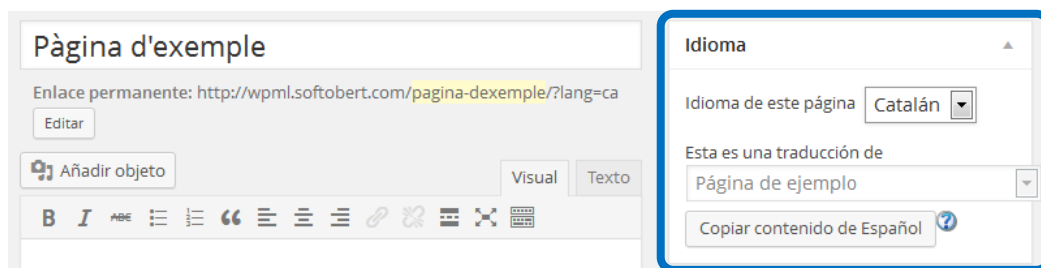 Pàgina d'exemple
Enlace permanente: http://wpml.softobert.com/pagina-dexemple/?lang=ca
Editar
Añadir objeto
Visual Texto
B I ABE
Idioma
Idioma de este página Catalán
Esta es una traducción de
Página de ejemplo
Copiar contenido de Español ?